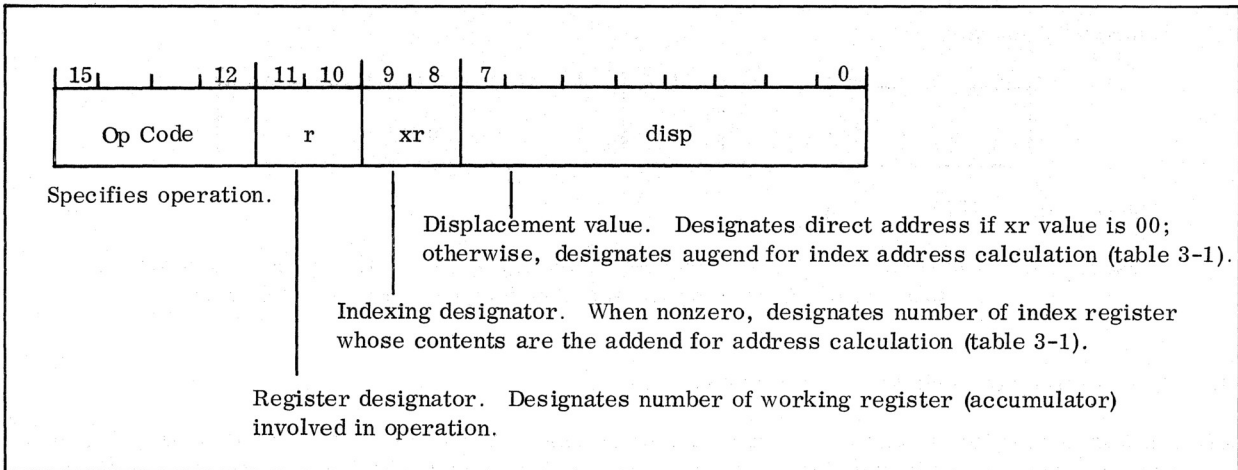 15 12 11 10 9 8 7 0
Op Code r xr disp
Specifies operation.
Displacement value. Designates direct address if xr value is 00;
otherwise, designates augend for index address calculation (table 3-1).
Indexing designator. When nonzero, designates number of index register
whose contents are the addend for address calculation (table 3-1).
Register designator. Designates number of working register (accumulator)
involved in operation.